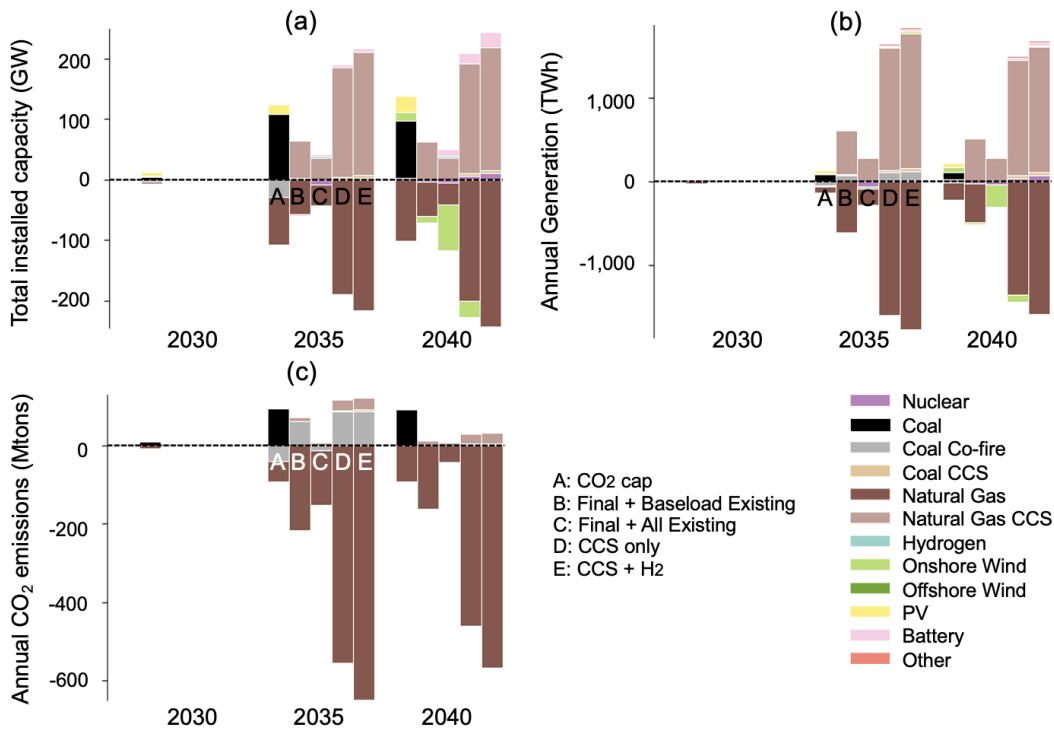 (a)
Total installed capacity (GW)
200
100
0
-100
-200
A B C D E
2030 2035 2040
(b)
Annual Generation (TWh)
1,000
0
-1,000
A B C D E
2030 2035 2040
(c)
Annual CO2 emissions (Mtons)
0
-200
-400
-600
A B C D E
2030 2035 2040
A: CO2 cap
B: Final + Baseload Existing
C: Final + All Existing
D: CCS only
E: CCS + H2
Nuclear
Coal
Coal Co-fire
Coal CCS
Natural Gas
Natural Gas CCS
Hydrogen
Onshore Wind
Offshore Wind
PV
Battery
Other